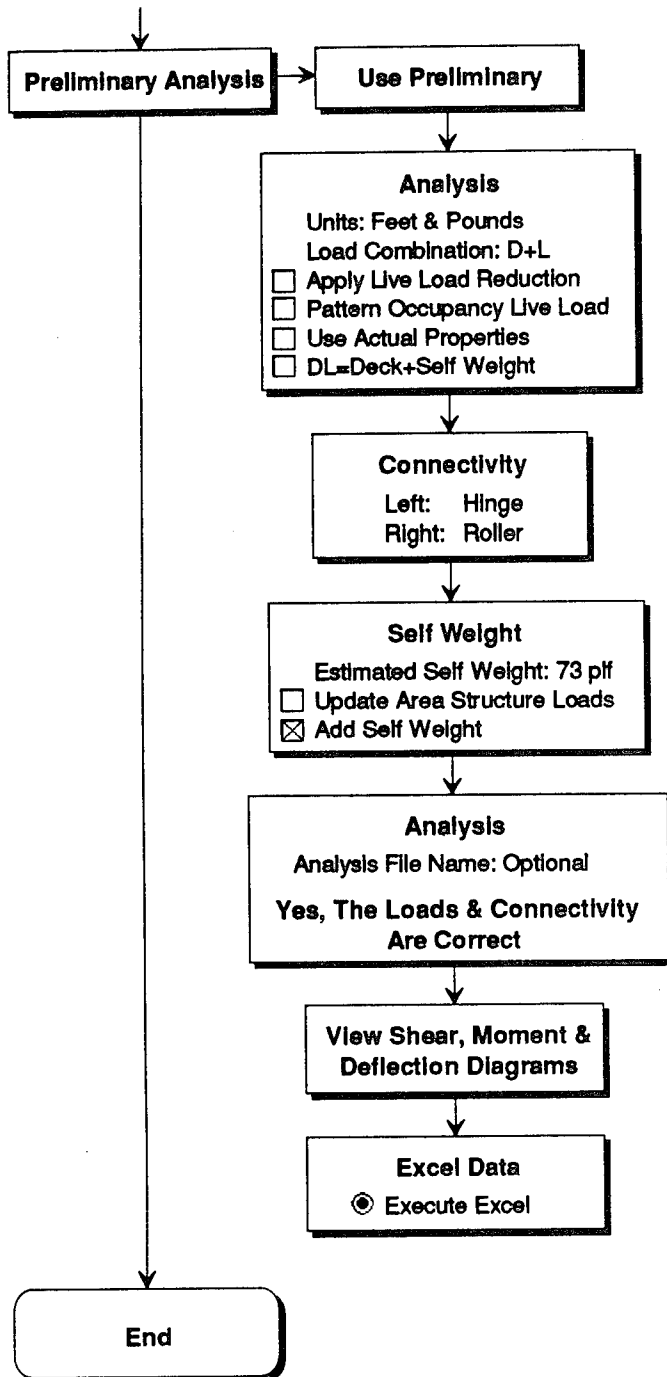 Preliminary Analysis
Use Preliminary
Analysis
Units: Feet & Pounds
Load Combination: D+L
Apply Live Load Reduction
Pattern Occupancy Live Load
Use Actual Properties
DL=Deck+Self Weight
Connectivity
Left: Hinge
Right: Roller
Self Weight
Estimated Self Weight: 73 plf
Update Area Structure Loads
Add Self Weight
Analysis
Analysis File Name: Optional
Yes, The Loads & Connectivity
Are Correct
View Shear, Moment &
Deflection Diagrams
Excel Data
Execute Excel
End